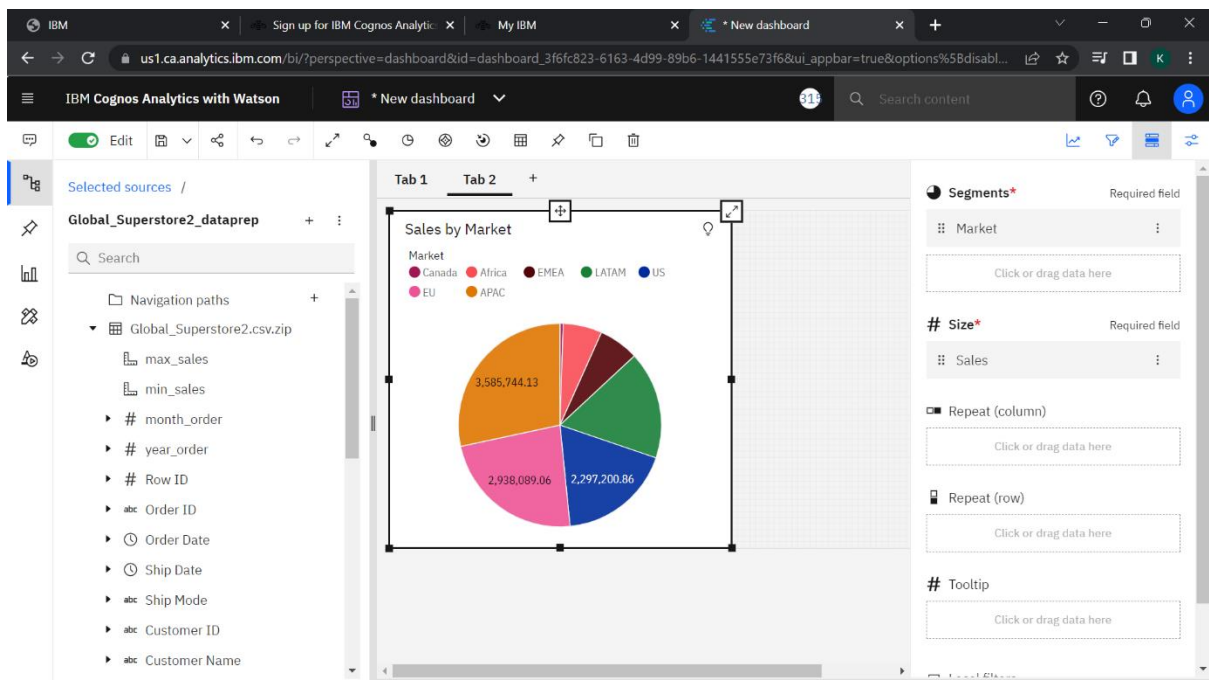 IBM
Sign up for IBM Cognos Analytic
My IBM
* New dashboard
us1.ca.analytics.ibm.com/bi/?perspective=dashboard&id=dashboard_3f6fc823-6163-4d99-89b6-1441555e73f6&ui_appbar=true&options%5Bdisabl...
K
IBM Cognos Analytics with Watson
* New dashboard
Search content
Edit
Selected sources /
Global_Superstore2_dataprep
Search
Navigation paths
Global_Superstore2.csv.zip
max_sales
min_sales
# month_order
# year_order
# Row ID
abc Order ID
Order Date
Ship Date
abc Ship Mode
abc Customer ID
abc Customer Name
Tab 1 Tab 2 +
Sales by Market
Market
Canada Africa EMEA LATAM US
EU APAC
3,585,744.13
2,938,089.06 2,297,200.86
Segments* Required field
Market
Click or drag data here
# Size* Required field
Sales
Repeat (column)
Click or drag data here
Repeat (row)
Click or drag data here
# Tooltip
Click or drag data here